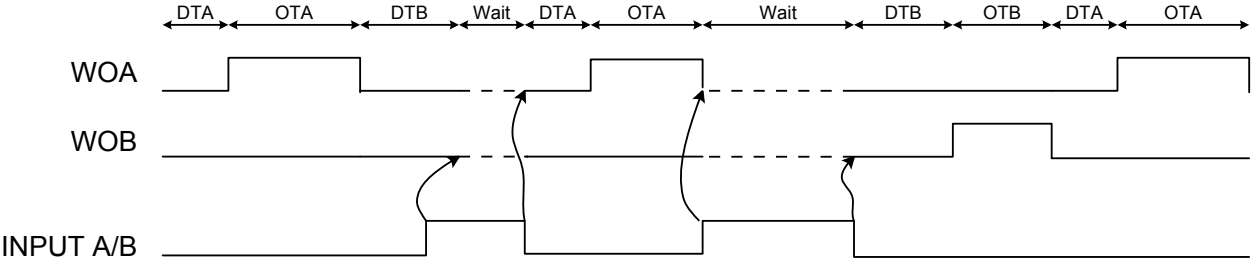 DTA OTA DTB Wait DTA OTA Wait DTB OTB DTA OTA
WOA
WOB
INPUT A/B